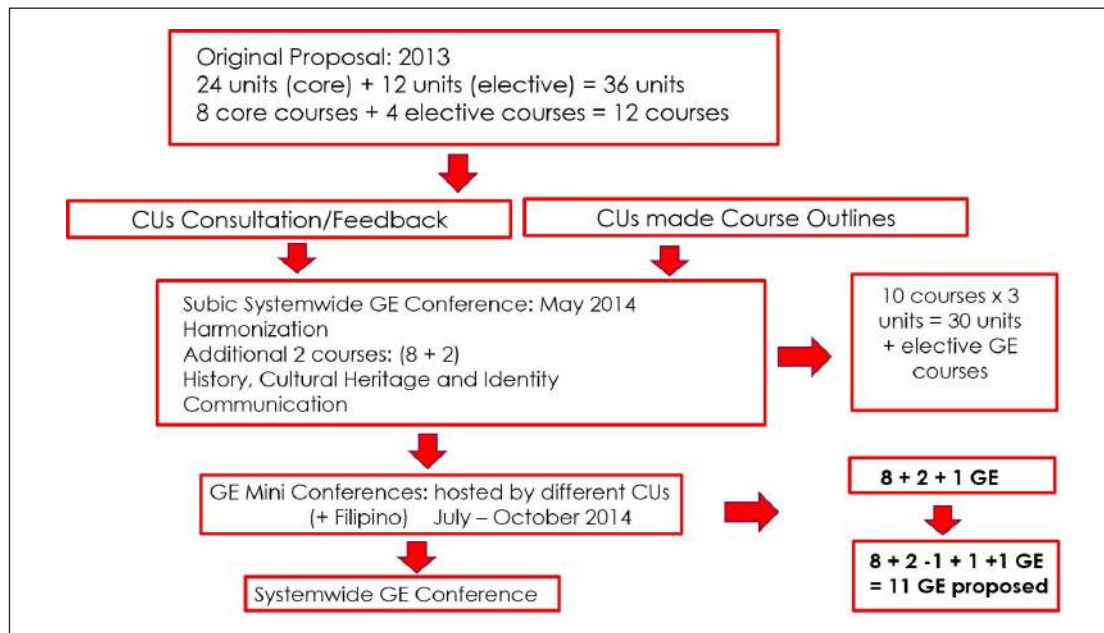 Original Proposal: 2013
24 units (core) + 12 units (elective) = 36 units
8 core courses + 4 elective courses = 12 courses
CUs Consultation/Feedback
CUs made Course Outlines
Subic Systemwide GE Conference: May 2014
Harmonization
Additional 2 courses: (8 + 2)
History, Cultural Heritage and Identity
Communication
10 courses x 3
units = 30 units
+ elective GE
courses
GE Mini Conferences: hosted by different CUs
(+ Filipino) July – October 2014
8 + 2 + 1 GE
8 + 2 -1 + 1 +1 GE
= 11 GE proposed
Systemwide GE Conference